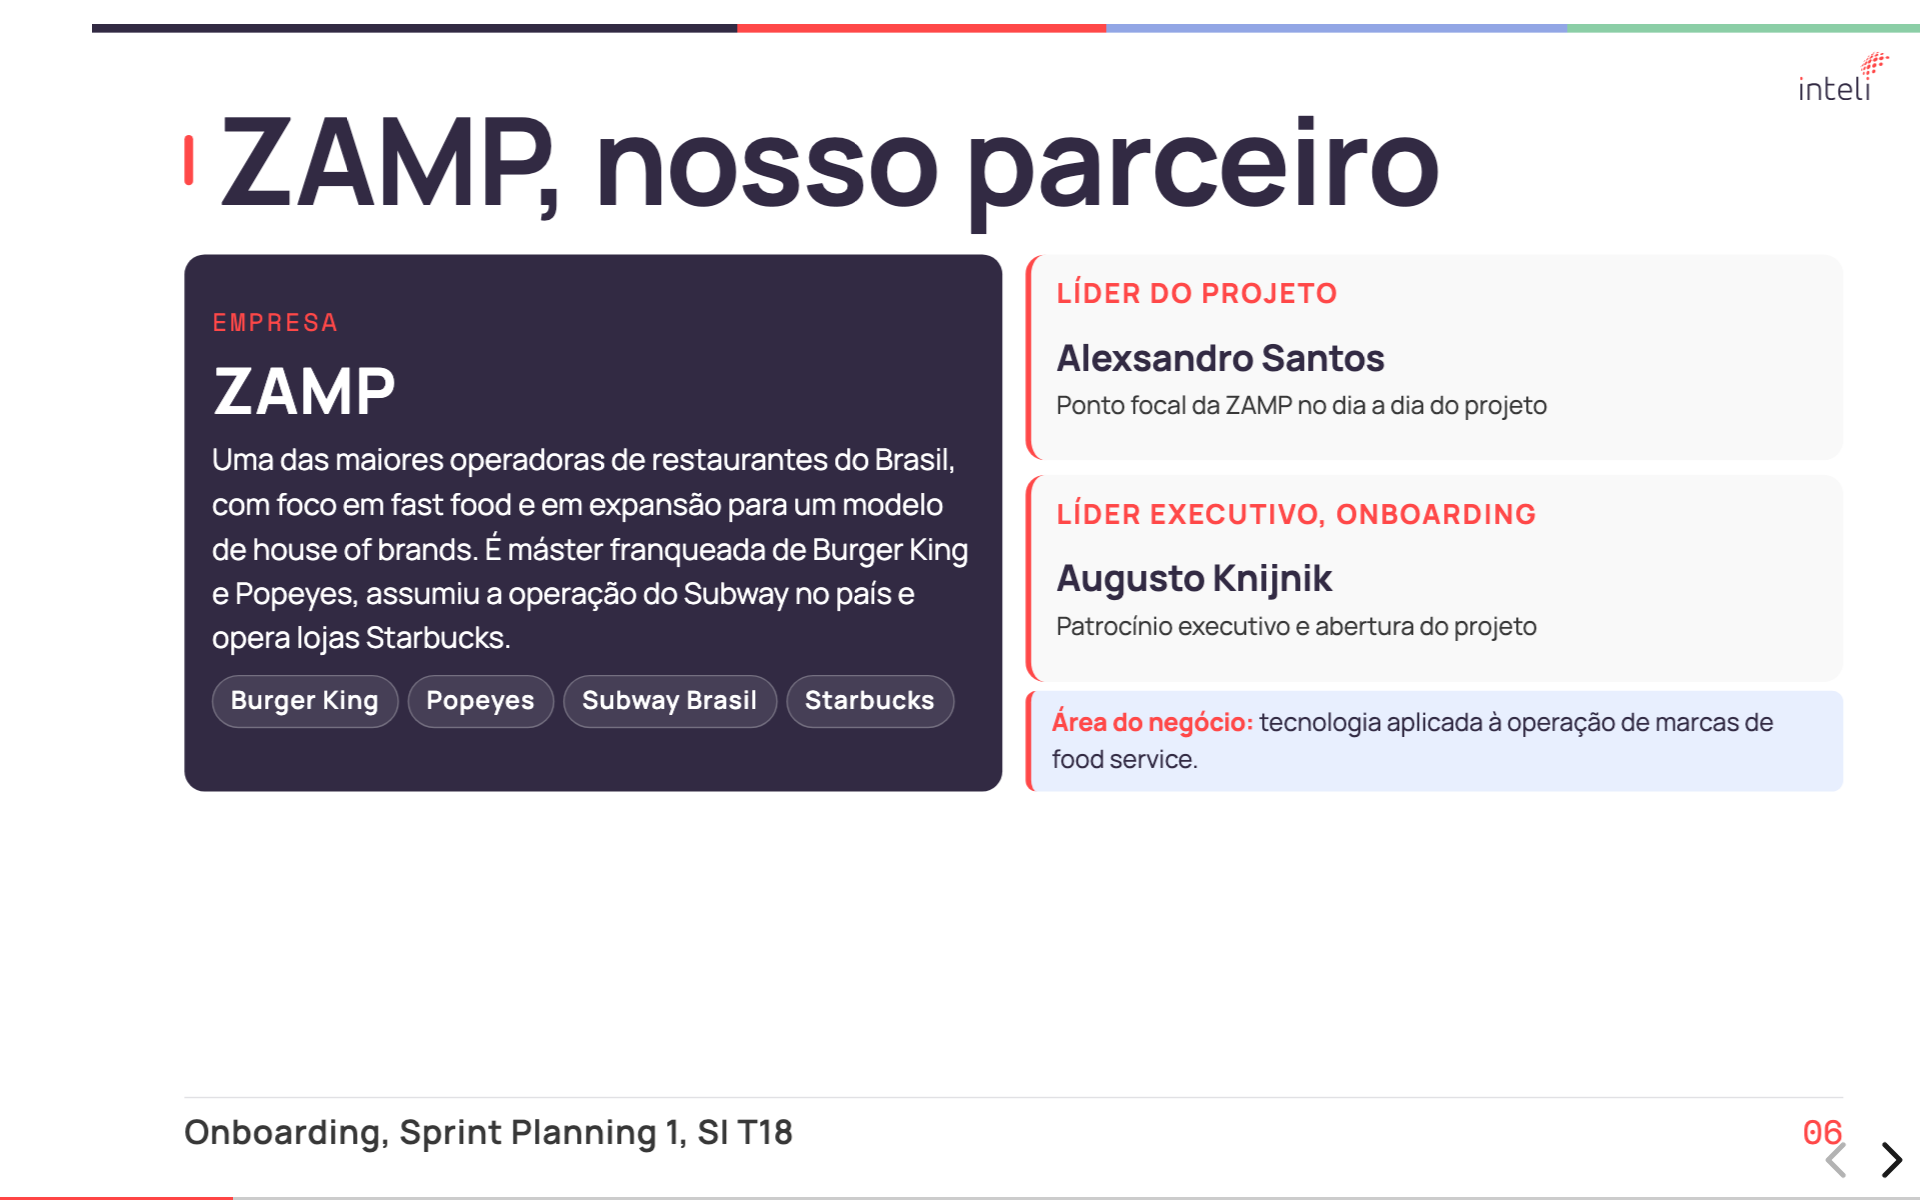 inteli
ZAMP, nosso parceiro
EMPRESA
ZAMP
Uma das maiores operadoras de restaurantes do Brasil,
com foco em fast food e em expansão para um modelo
de house of brands. É máster franqueada de Burger King
e Popeyes, assumiu a operação do Subway no país e
opera lojas Starbucks.
Burger King
Popeyes
Subway Brasil
Starbucks
LÍDER DO PROJETO
Alexsandro Santos
Ponto focal da ZAMP no dia a dia do projeto
LÍDER EXECUTIVO, ONBOARDING
Augusto Knijnik
Patrocínio executivo e abertura do projeto
Área do negócio: tecnologia aplicada à operação de marcas de
food service.
Onboarding, Sprint Planning 1, SI T18
06